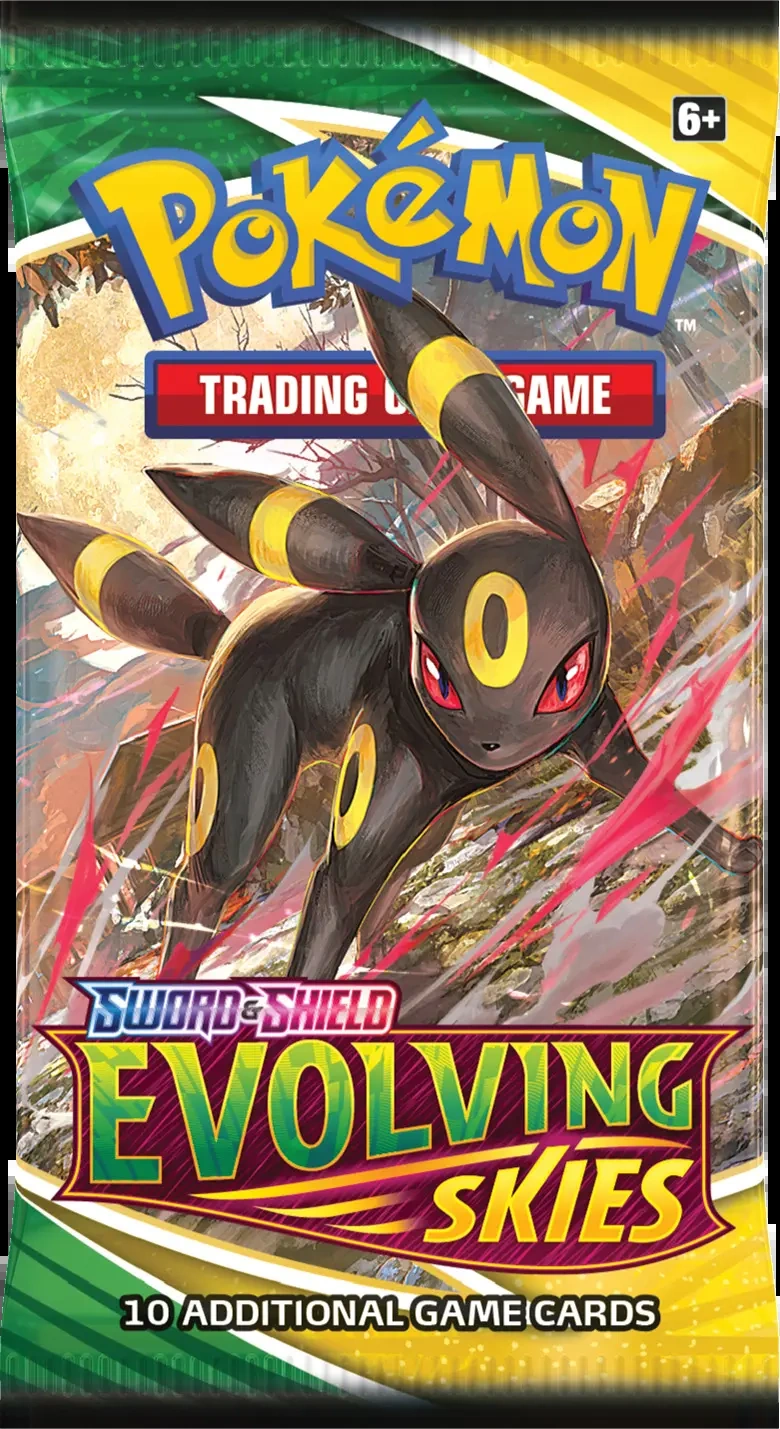 6+
POKéMON
TM
TRADING GAME
SWORD & SHIELD
EVOLVING
SKIES
10 ADDITIONAL GAME CARDS